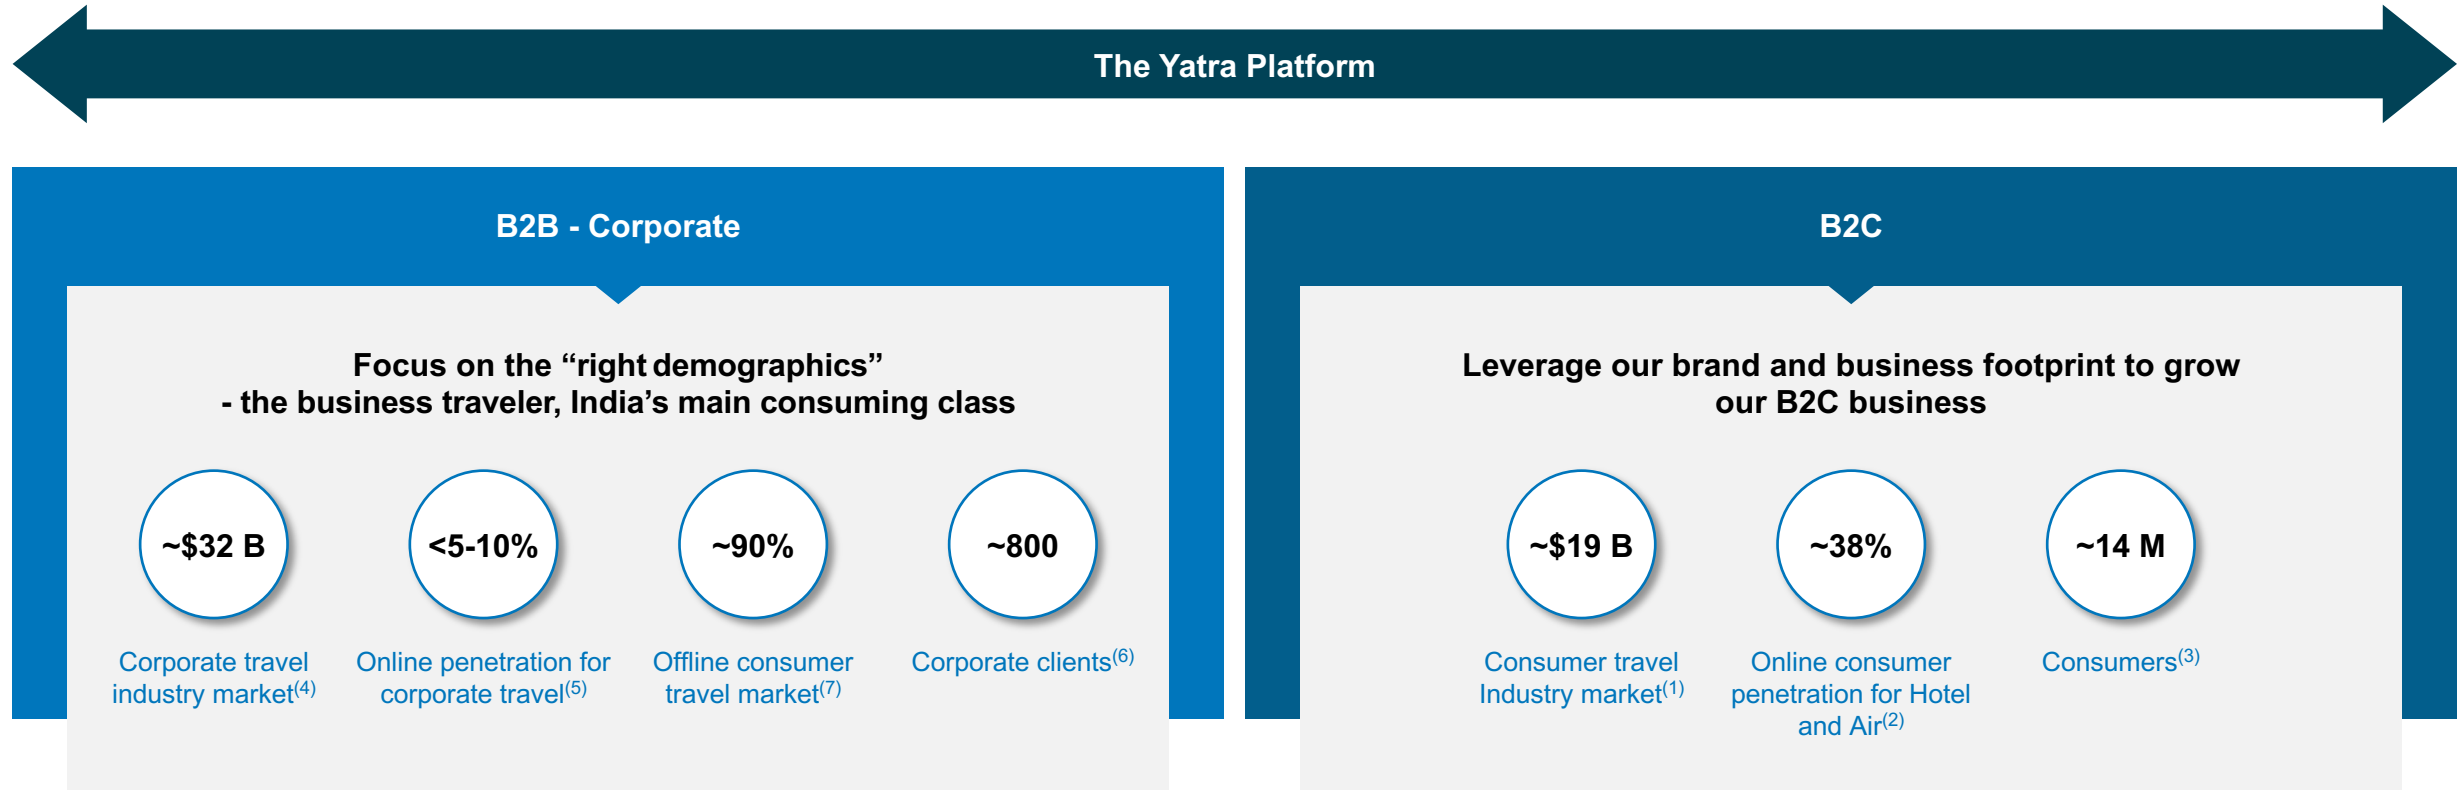 The Yatra Platform
B2B - Corporate
Focus on the “right demographics”
- the business traveler, India’s main consuming class
~$32 B
Corporate travel
industry market(4)
<5-10%
Online penetration for
corporate travel(5)
~90%
Offline consumer
travel market(7)
~800
Corporate clients(6)
B2C
Leverage our brand and business footprint to grow
our B2C business
~$19 B
Consumer travel
Industry market(1)
~38%
Online consumer
penetration for Hotel
and Air(2)
~14 M
Consumers(3)